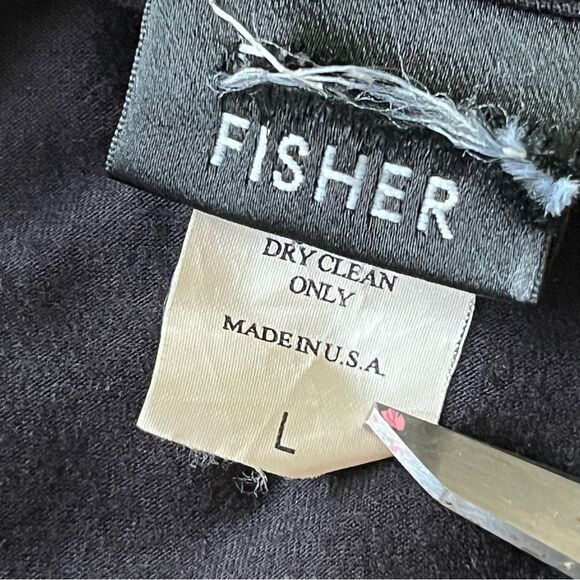 FISHER
DRY CLEAN
ONLY
MADE IN U.S.A.
L